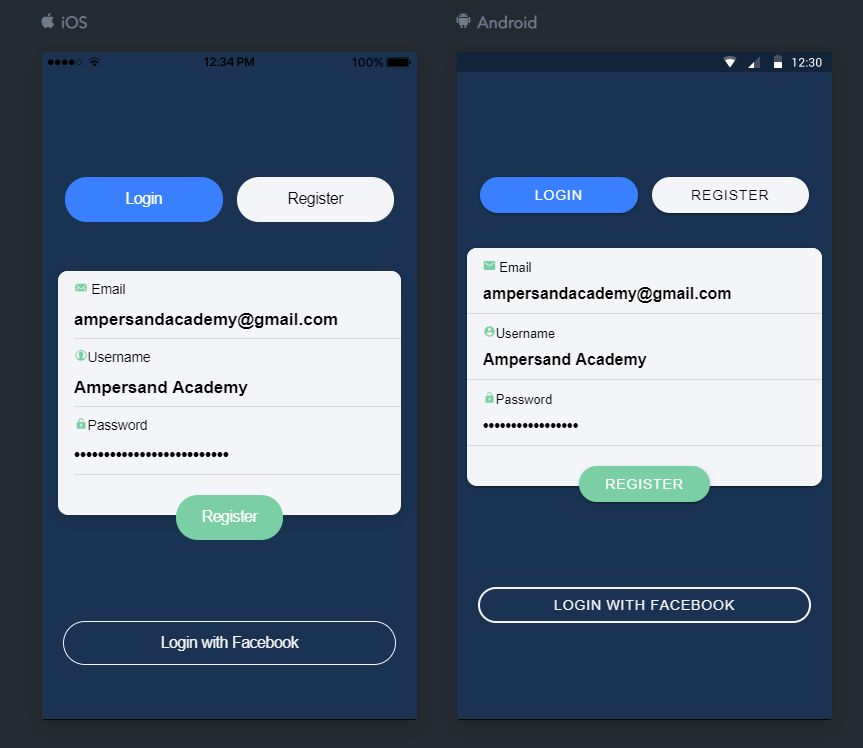 iOS
12:34 PM 100%
Login Register
Email
ampersandacademy@gmail.com
Username
Ampersand Academy
Password
••••••••••••••••••••••••••
Register
Login with Facebook
Android
12:30
LOGIN REGISTER
Email
ampersandacademy@gmail.com
Username
Ampersand Academy
Password
•••••••••••••••••
REGISTER
LOGIN WITH FACEBOOK